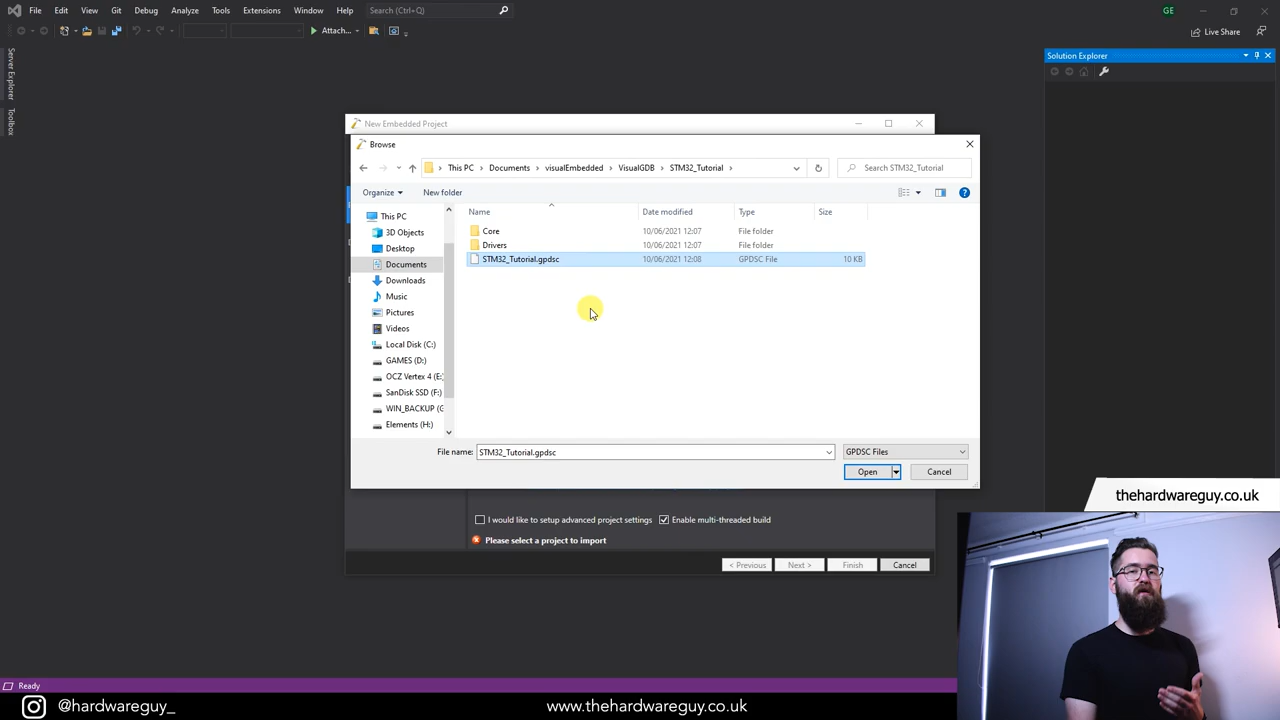 File Edit View Git Debug Analyze Tools Extensions Window Help Search (Ctrl+Q) GE
Attach... Live Share
Server Explorer
Toolbox
Solution Explorer
New Embedded Project
Browse
This PC Documents visualEmbedded VisualGDB STM32_Tutorial Search STM32_Tutorial
Organize New folder
Name Date modified Type Size
This PC
3D Objects
Desktop
Documents
Downloads
Music
Pictures
Videos
Local Disk (C:)
GAMES (D:)
OCZ Vertex 4 (E:
SanDisk SSD (F:)
WIN_BACKUP (G
Elements (H:)
Core 10/06/2021 12:07 File folder
Drivers 10/06/2021 12:07 File folder
STM32_Tutorial.gpdsc 10/06/2021 12:08 GPDSC File 10 KB
File name: STM32_Tutorial.gpdsc GPDSC Files
Open Cancel
I would like to setup advanced project settings Enable multi-threaded build
Please select a project to import
< Previous Next > Finish Cancel
thehardwareguy.co.uk
Ready
@hardwareguy_ www.thehardwareguy.co.uk